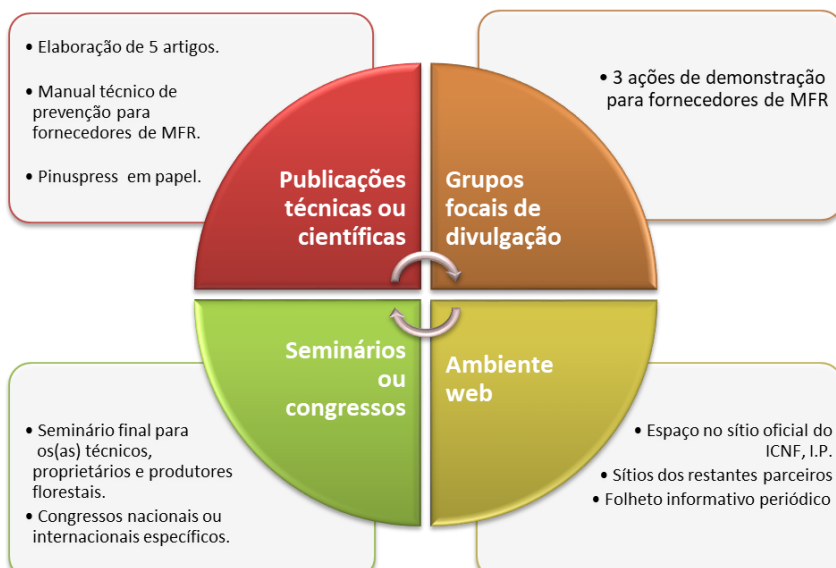 • Elaboração de 5 artigos.
• Manual técnico de
prevenção para
fornecedores de MFR.
• Pinuspress em papel.
Publicações
técnicas ou
científicas
Grupos
focais de
divulgação
• 3 ações de demonstração
para fornecedores de MFR
Seminários
ou
congressos
• Seminário final para
os(as) técnicos,
proprietários e produtores
florestais.
• Congressos nacionais ou
internacionais específicos.
Ambiente
web
• Espaço no sítio oficial do
ICNF, I.P.
• Sítios dos restantes parceiros
• Folheto informativo periódico